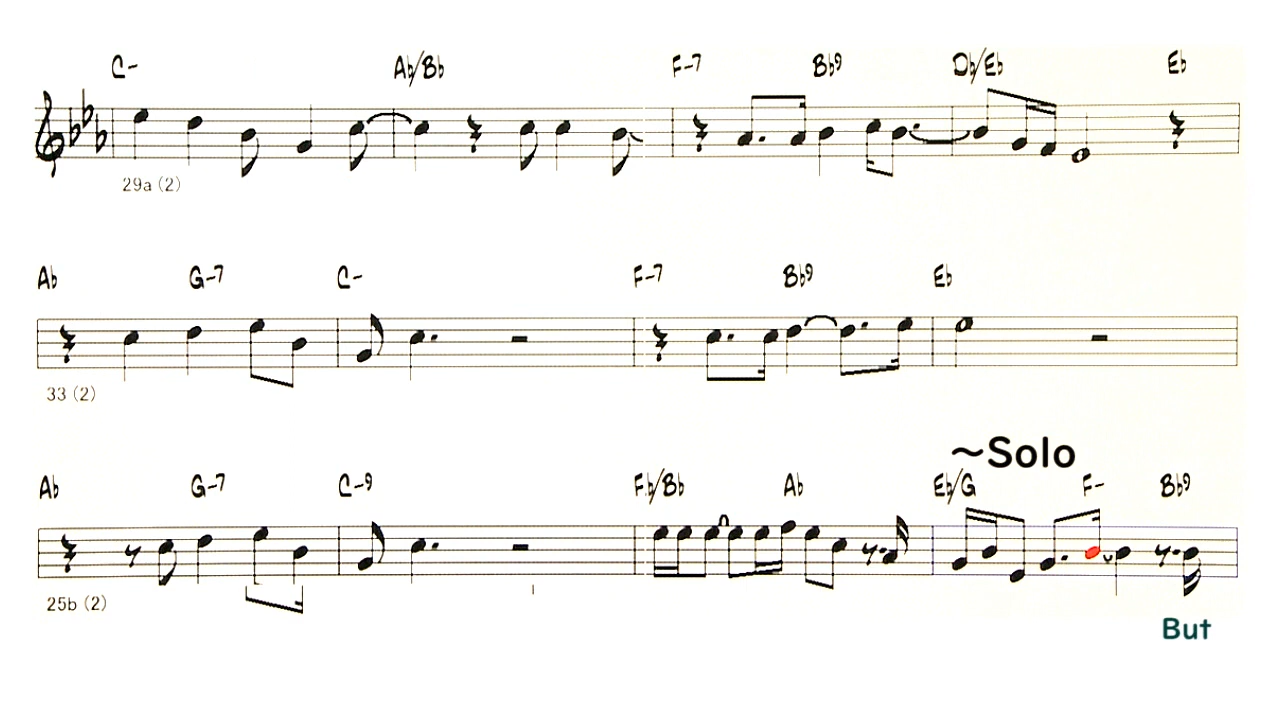 C- Ab/Bb F-7 Bb9 Db/Eb Eb
29a (2)
Ab G-7 C- F-7 Bb9 Eb
33 (2)
~Solo
Ab G-7 C-9 Fb/Bb Ab Eb/G F- Bb9
25b (2)
But